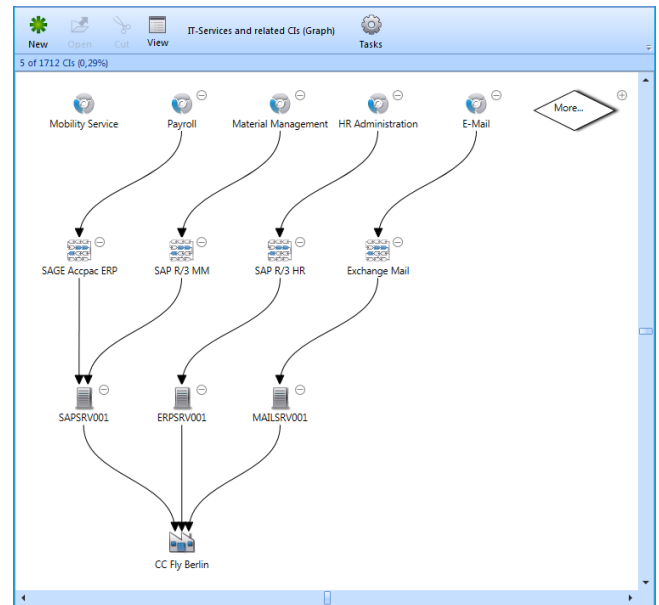 New
Open
Cut
View
IT-Services and related CIs (Graph)
Tasks
5 of 1712 CIs (0,29%)
Mobility Service
Payroll
Material Management
HR Administration
E-Mail
More...
SAGE Accpac ERP
SAP R/3 MM
SAP R/3 HR
Exchange Mail
SAPSRV001
ERPSRV001
MAILSRV001
CC Fly Berlin